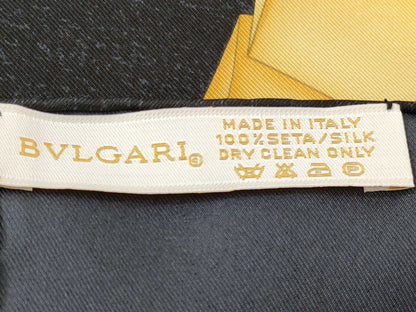 BVLGARI®
MADE IN ITALY
100% SETA/SILK
DRY CLEAN ONLY